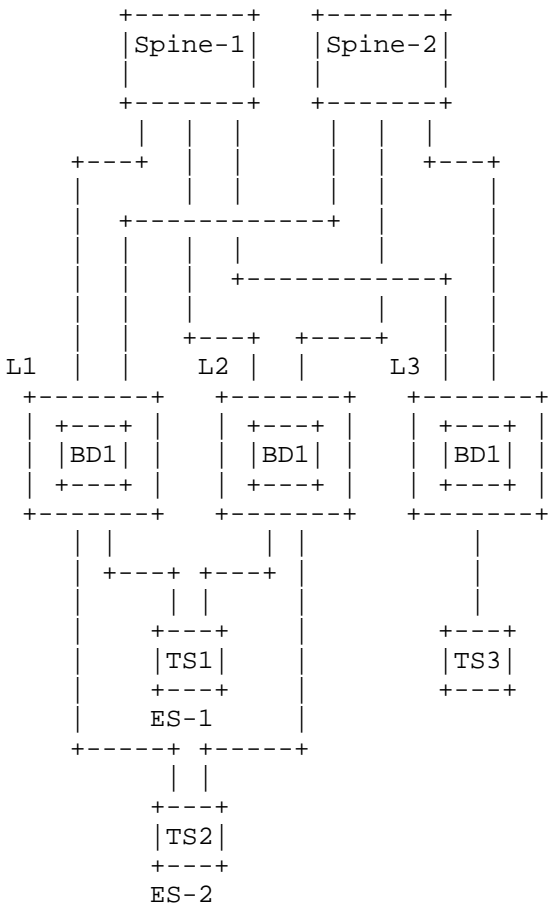 Spine-1 Spine-2
L1 L2 L3
BD1 BD1 BD1
TS1 TS3
ES-1
TS2
ES-2